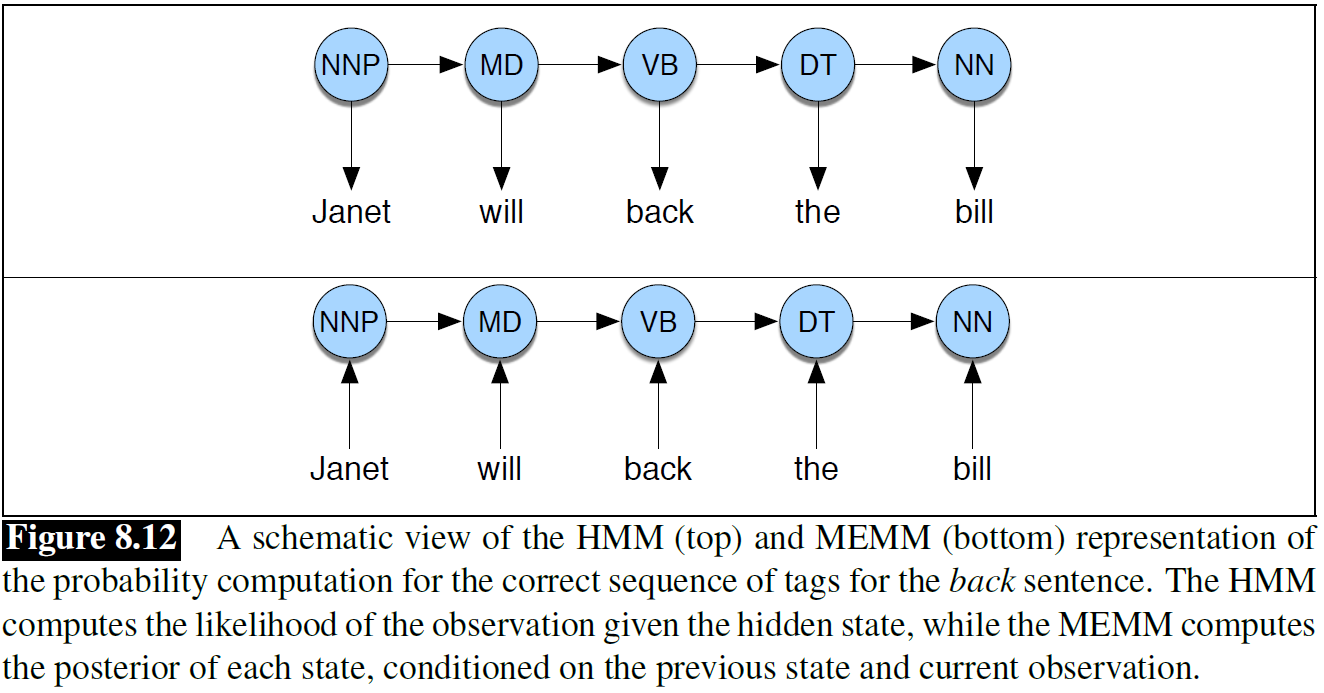 NNP MD VB DT NN
Janet will back the bill
NNP MD VB DT NN
Janet will back the bill
Figure 8.12 A schematic view of the HMM (top) and MEMM (bottom) representation of
the probability computation for the correct sequence of tags for the back sentence. The HMM
computes the likelihood of the observation given the hidden state, while the MEMM computes
the posterior of each state, conditioned on the previous state and current observation.